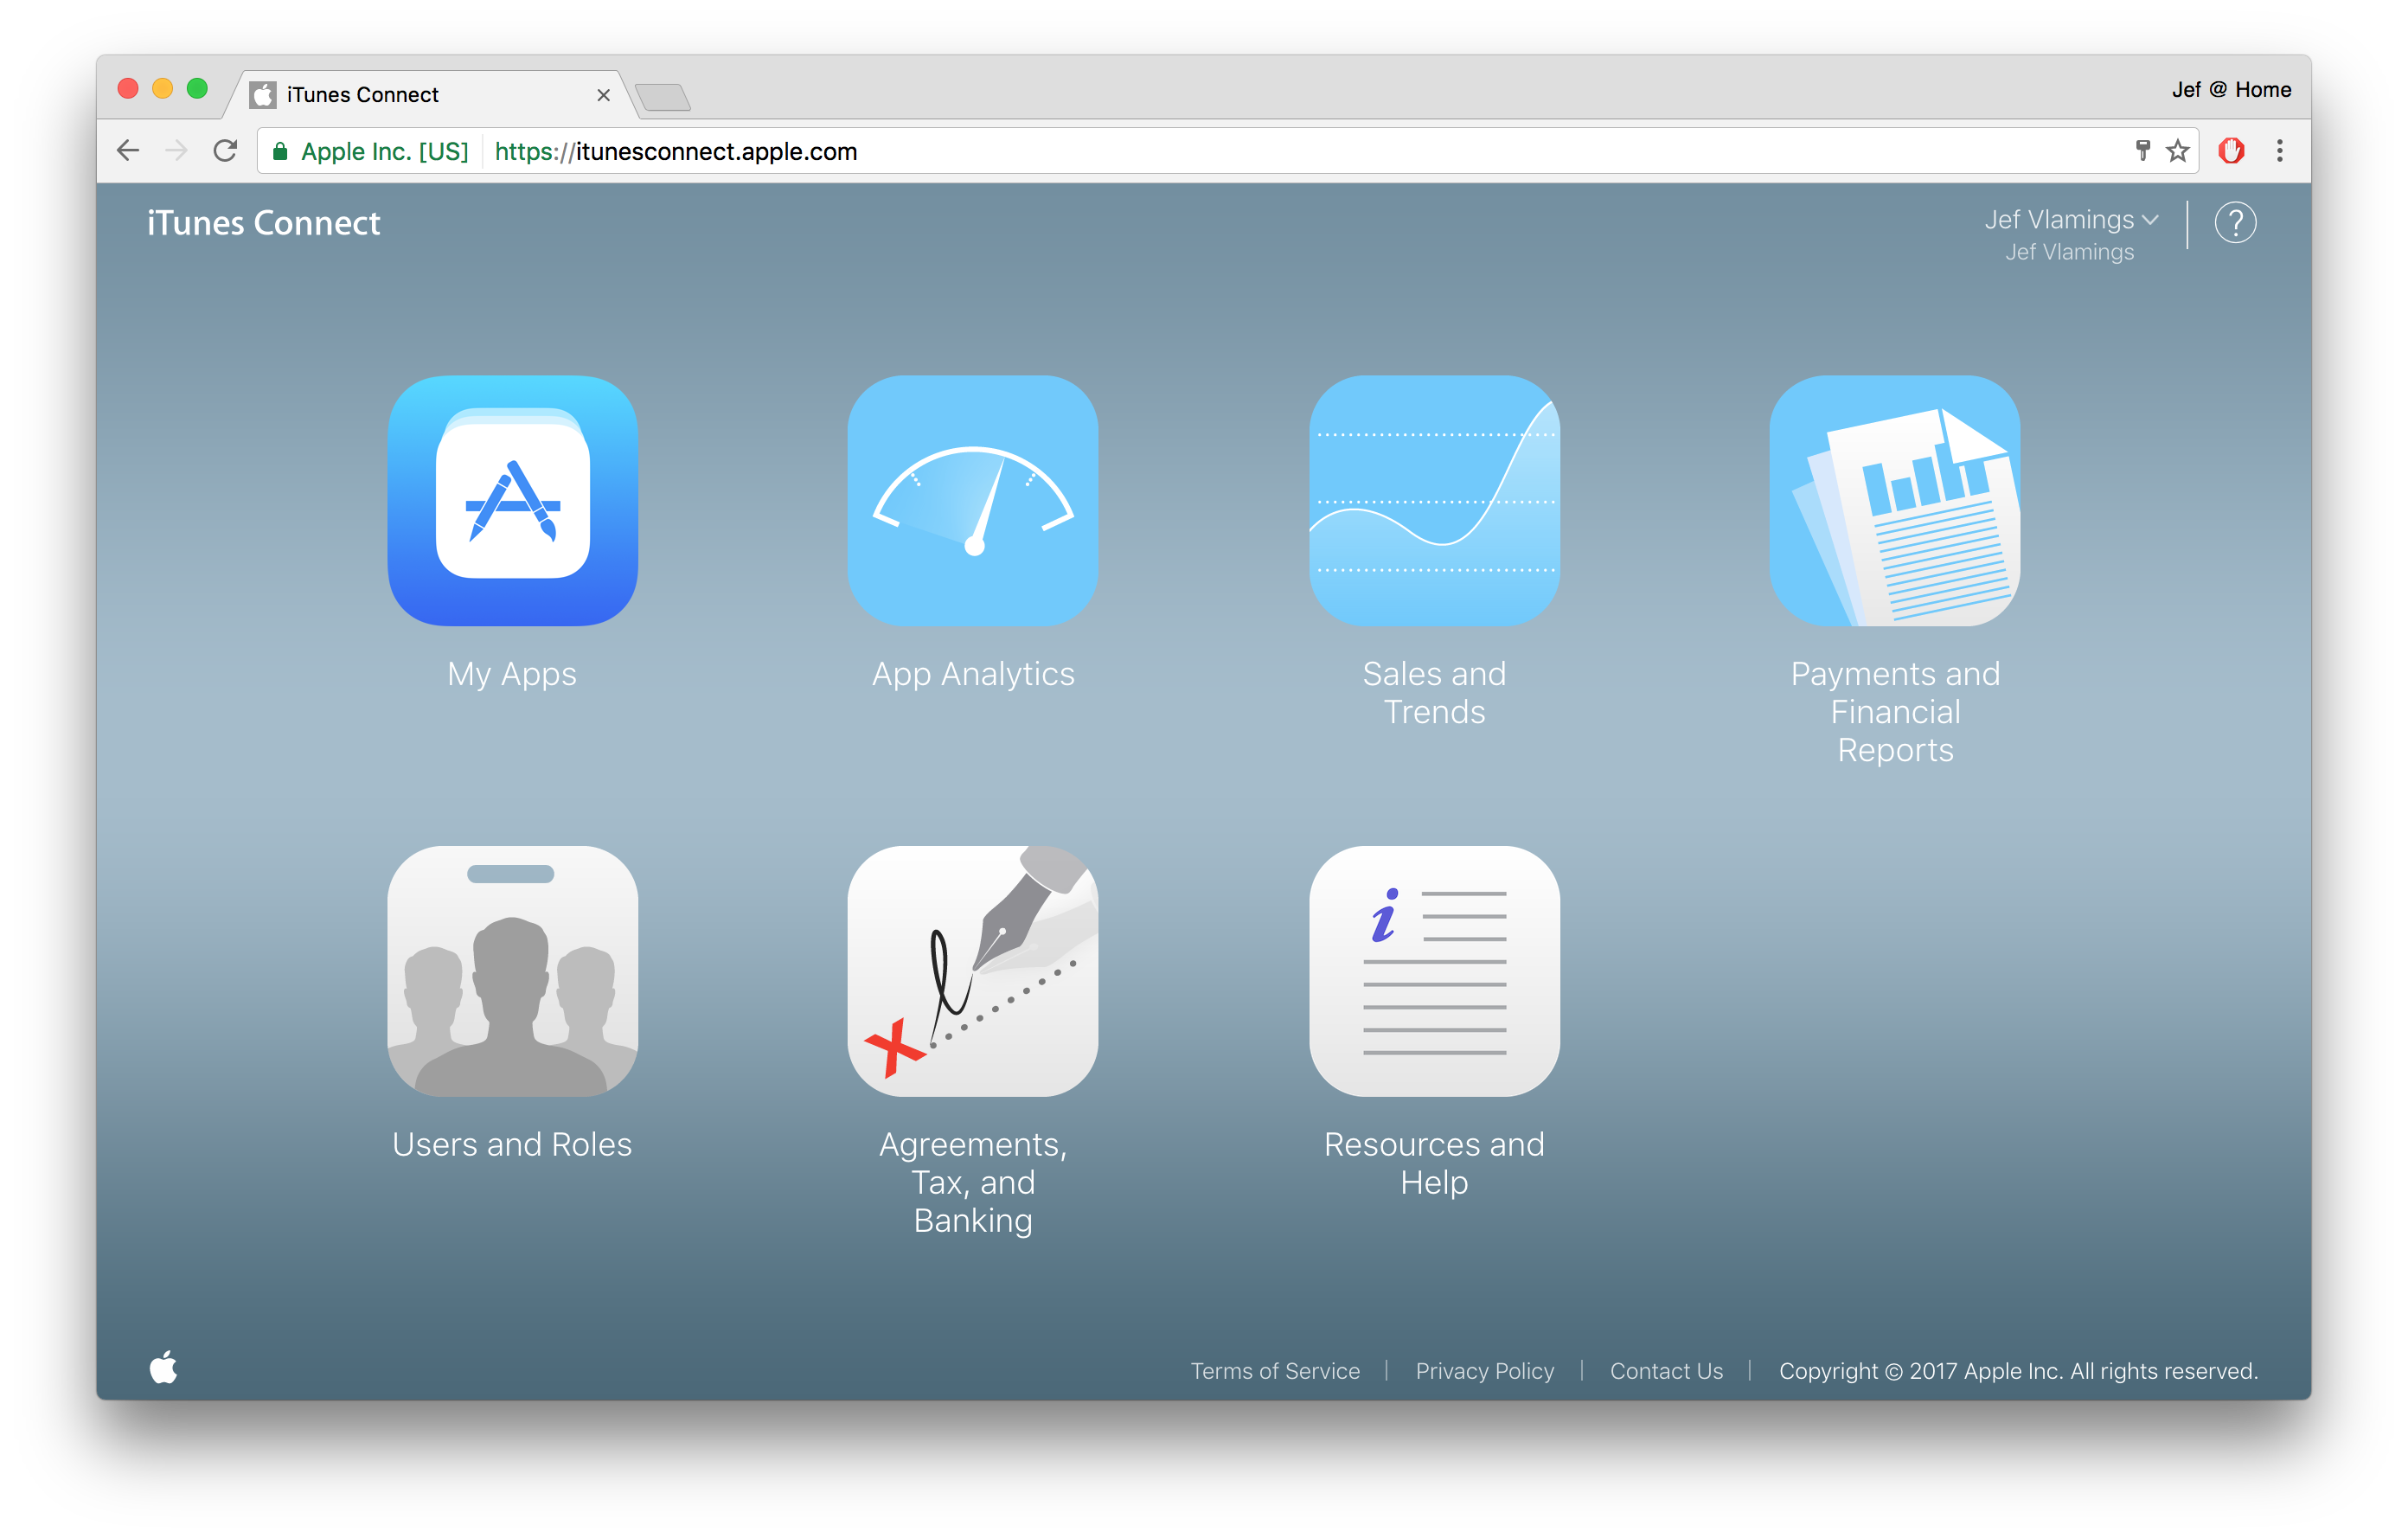 iTunes Connect
Jef @ Home
Apple Inc. [US]
https://itunesconnect.apple.com
iTunes Connect
Jef Vlamings
Jef Vlamings
?
My Apps
App Analytics
Sales and
Trends
Payments and
Financial
Reports
i
X
Users and Roles
Agreements,
Tax, and
Banking
Resources and
Help
Terms of Service
Privacy Policy
Contact Us
Copyright © 2017 Apple Inc. All rights reserved.